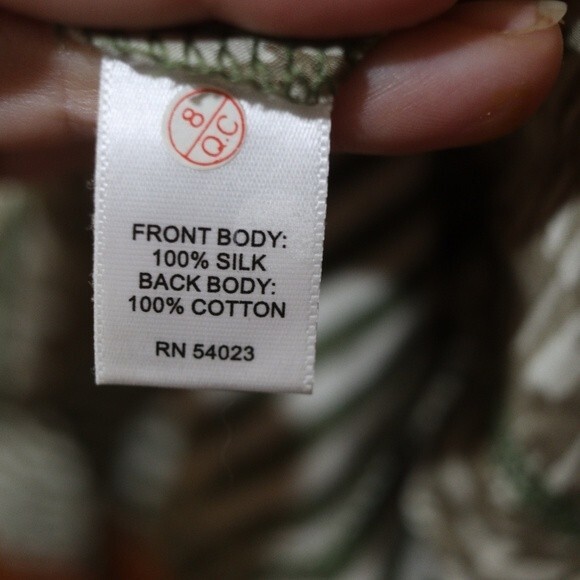 8
Q.C
FRONT BODY:
100% SILK
BACK BODY:
100% COTTON
RN 54023